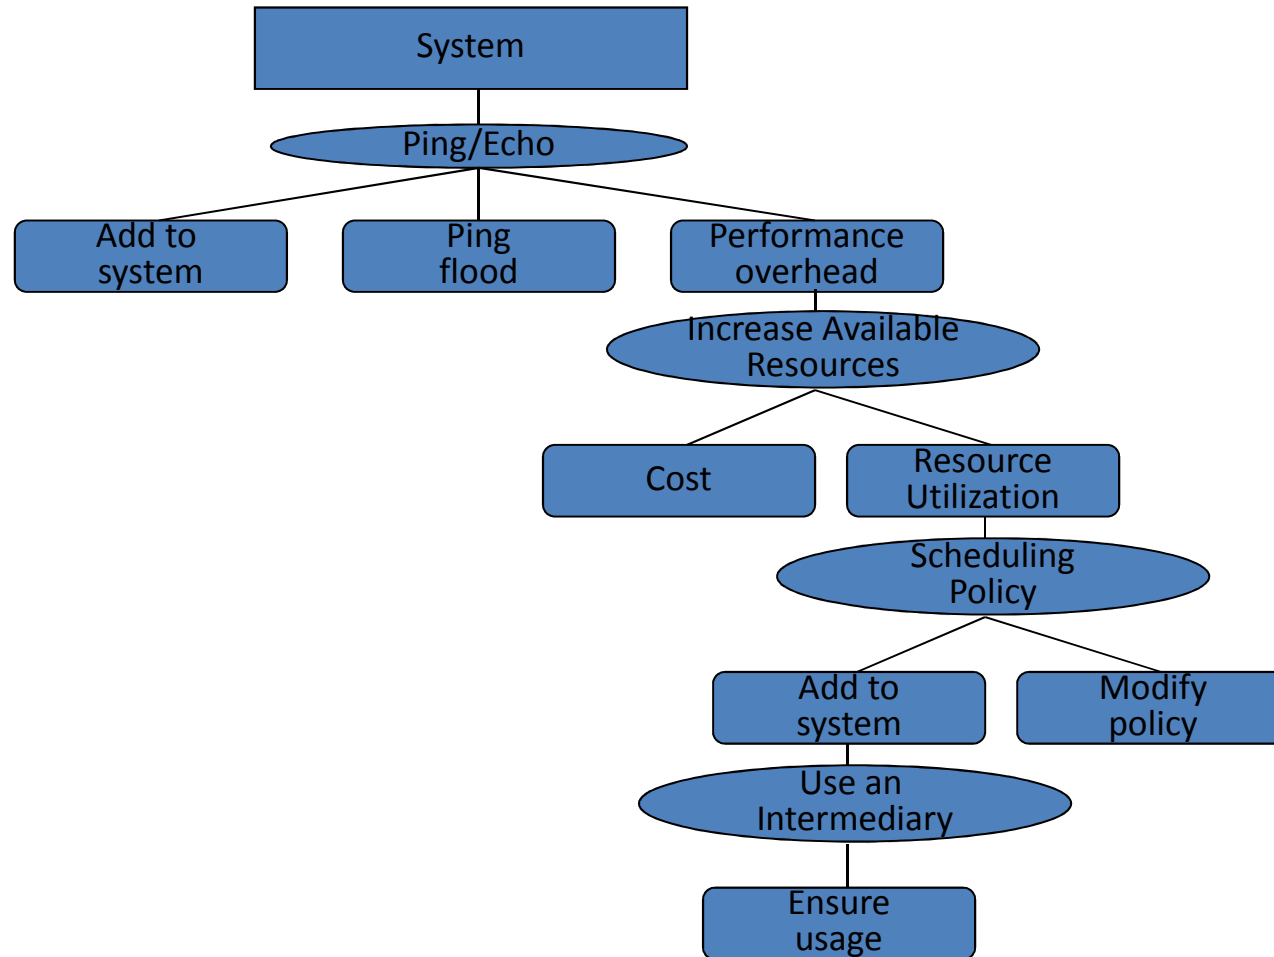 System
Ping/Echo
Add to
system
Ping
flood
Performance
overhead
Increase Available
Resources
Cost
Resource
Utilization
Scheduling
Policy
Add to
system
Modify
policy
Use an
Intermediary
Ensure
usage